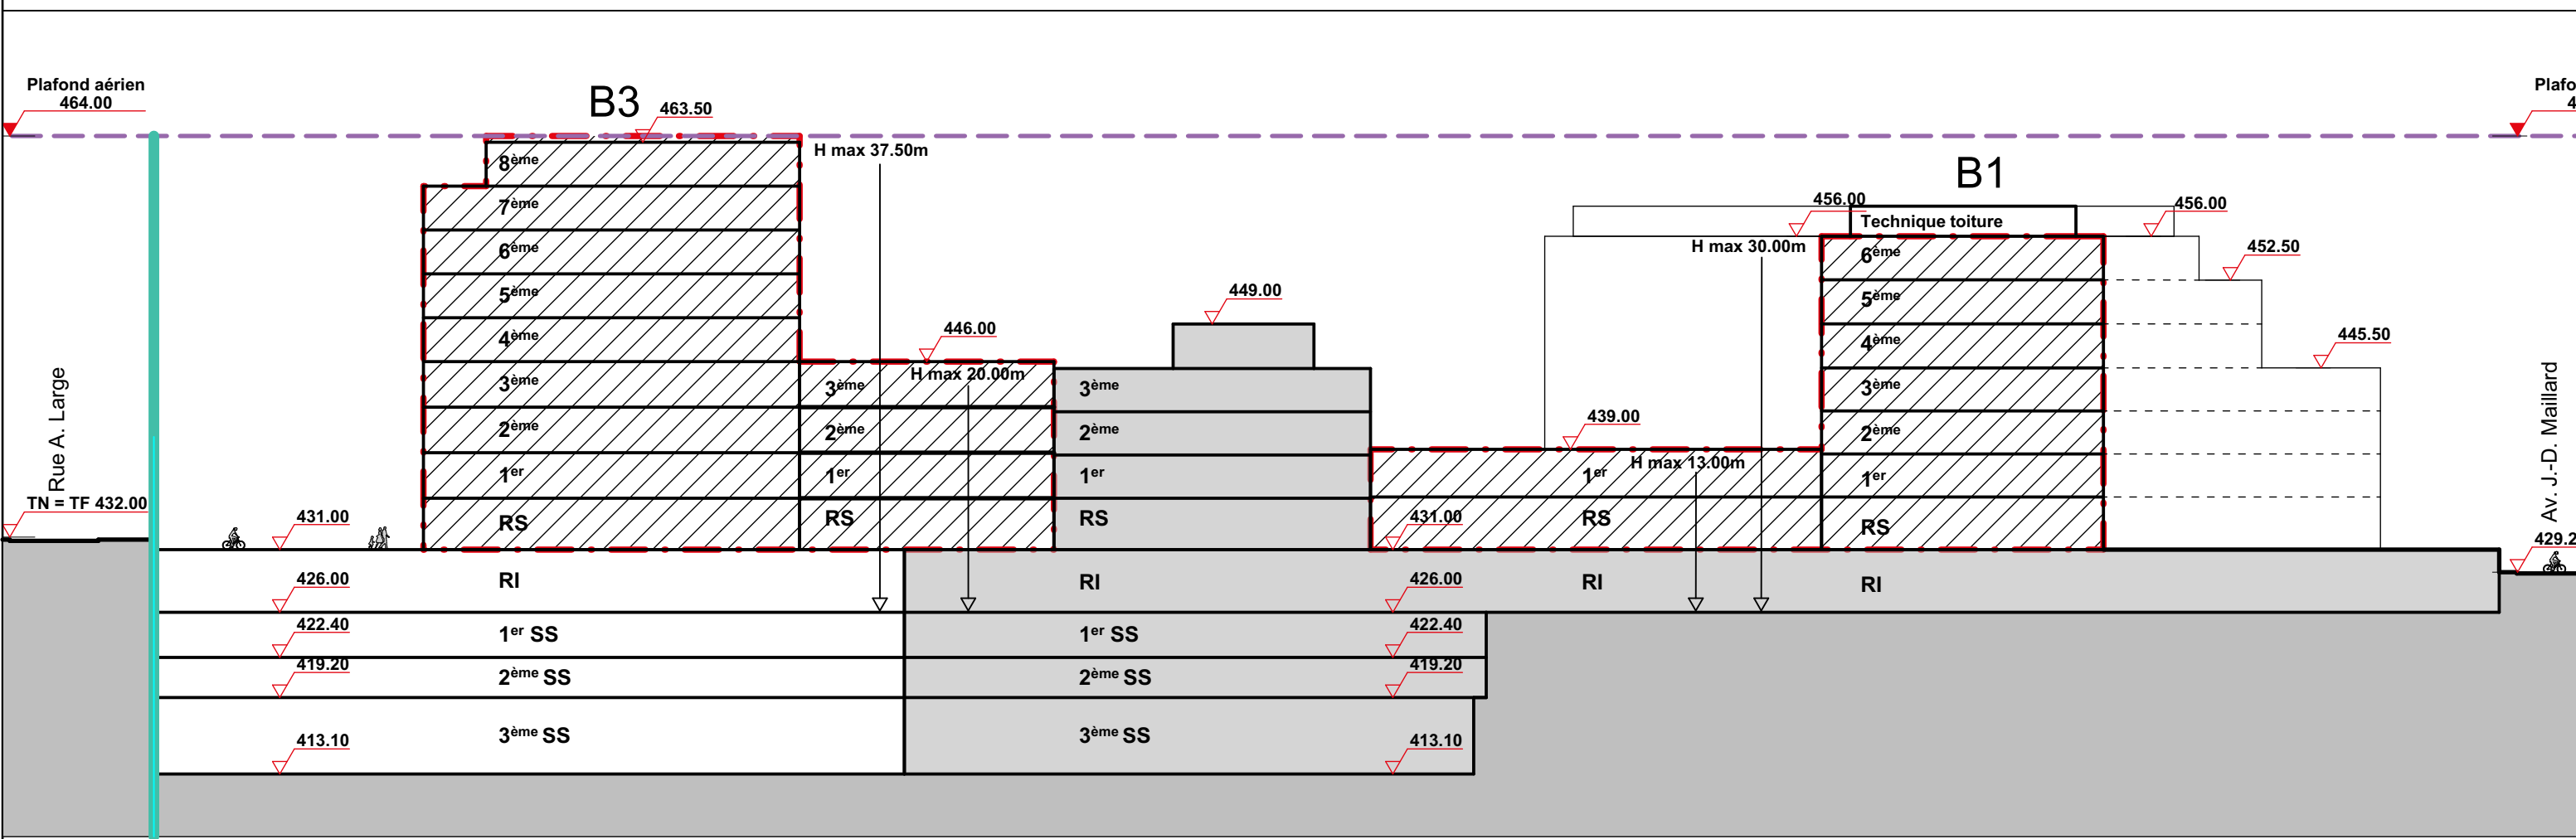 Plafond aérien
464.00
B3
463.50
H max 37.50m
8ème
7ème
6ème
5ème
4ème
3ème
2ème
1er
RS
446.00
H max 20.00m
3ème
2ème
1er
RS
449.00
3ème
2ème
1er
RS
B1
456.00
Technique toiture
456.00
H max 30.00m
452.50
445.50
6ème
5ème
4ème
3ème
2ème
1er
RS
439.00
1er
H max 13.00m
431.00
RS
Plafo
4
Rue A. Large
TN = TF 432.00
431.00
Av. J.-D. Maillard
429.2
426.00
RI
RI
426.00
RI
RI
422.40
1er SS
1er SS
422.40
419.20
2ème SS
2ème SS
419.20
413.10
3ème SS
3ème SS
413.10